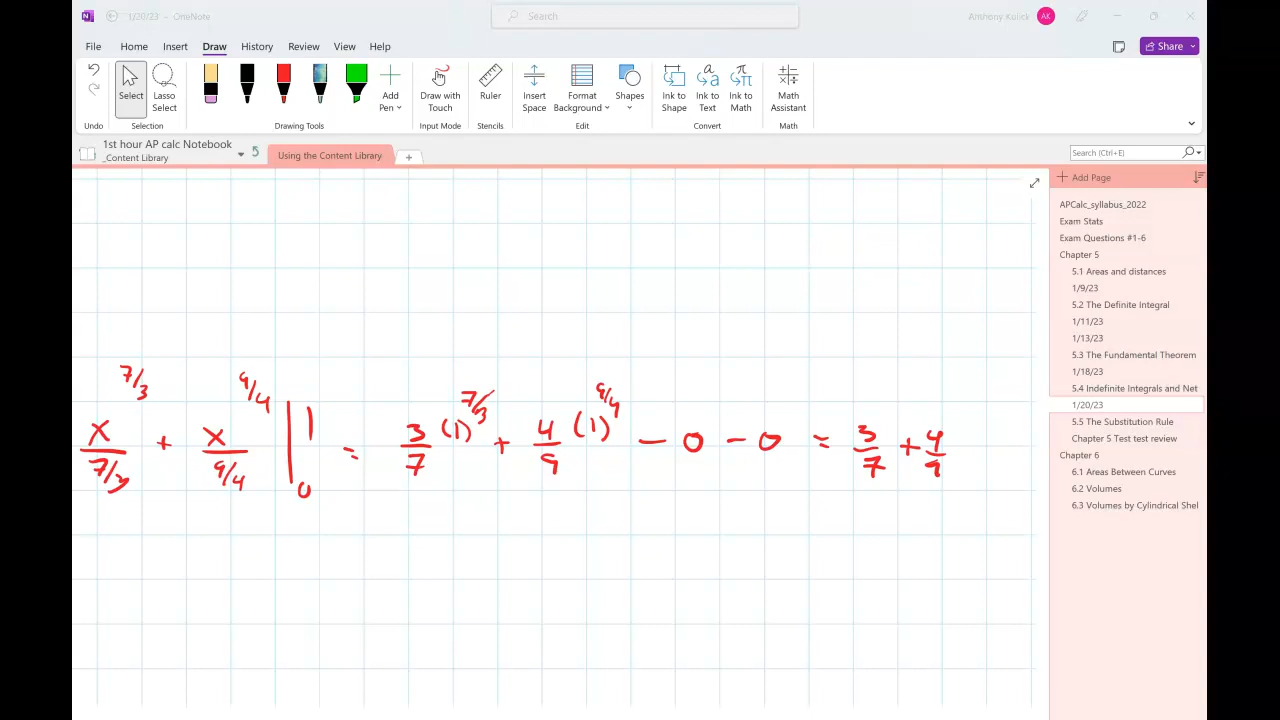 1/20/23 - OneNote
Search
Anthony Kulick AK
File Home Insert Draw History Review View Help
Share
Undo
Select
Lasso Select
Add Pen
Draw with Touch
Ruler
Insert Space
Format Background
Shapes
Ink to Shape
Ink to Text
Ink to Math
Math Assistant
Selection Drawing Tools Input Mode Stencils Edit Convert Math
1st hour AP calc Notebook
_Content Library
Using the Content Library
Search (Ctrl+E)
Add Page
APCalc_syllabus_2022
Exam Stats
Exam Questions #1-6
Chapter 5
5.1 Areas and distances
1/9/23
5.2 The Definite Integral
1/11/23
1/13/23
5.3 The Fundamental Theorem
1/18/23
5.4 Indefinite Integrals and Net
1/20/23
5.5 The Substitution Rule
Chapter 5 Test test review
Chapter 6
6.1 Areas Between Curves
6.2 Volumes
6.3 Volumes by Cylindrical Shel
x^7/3 / 7/3 + x^9/4 / 9/4 | 1 0 = 3/7 (1)^7/3 + 4/9 (1)^9/4 - 0 - 0 = 3/7 + 4/9